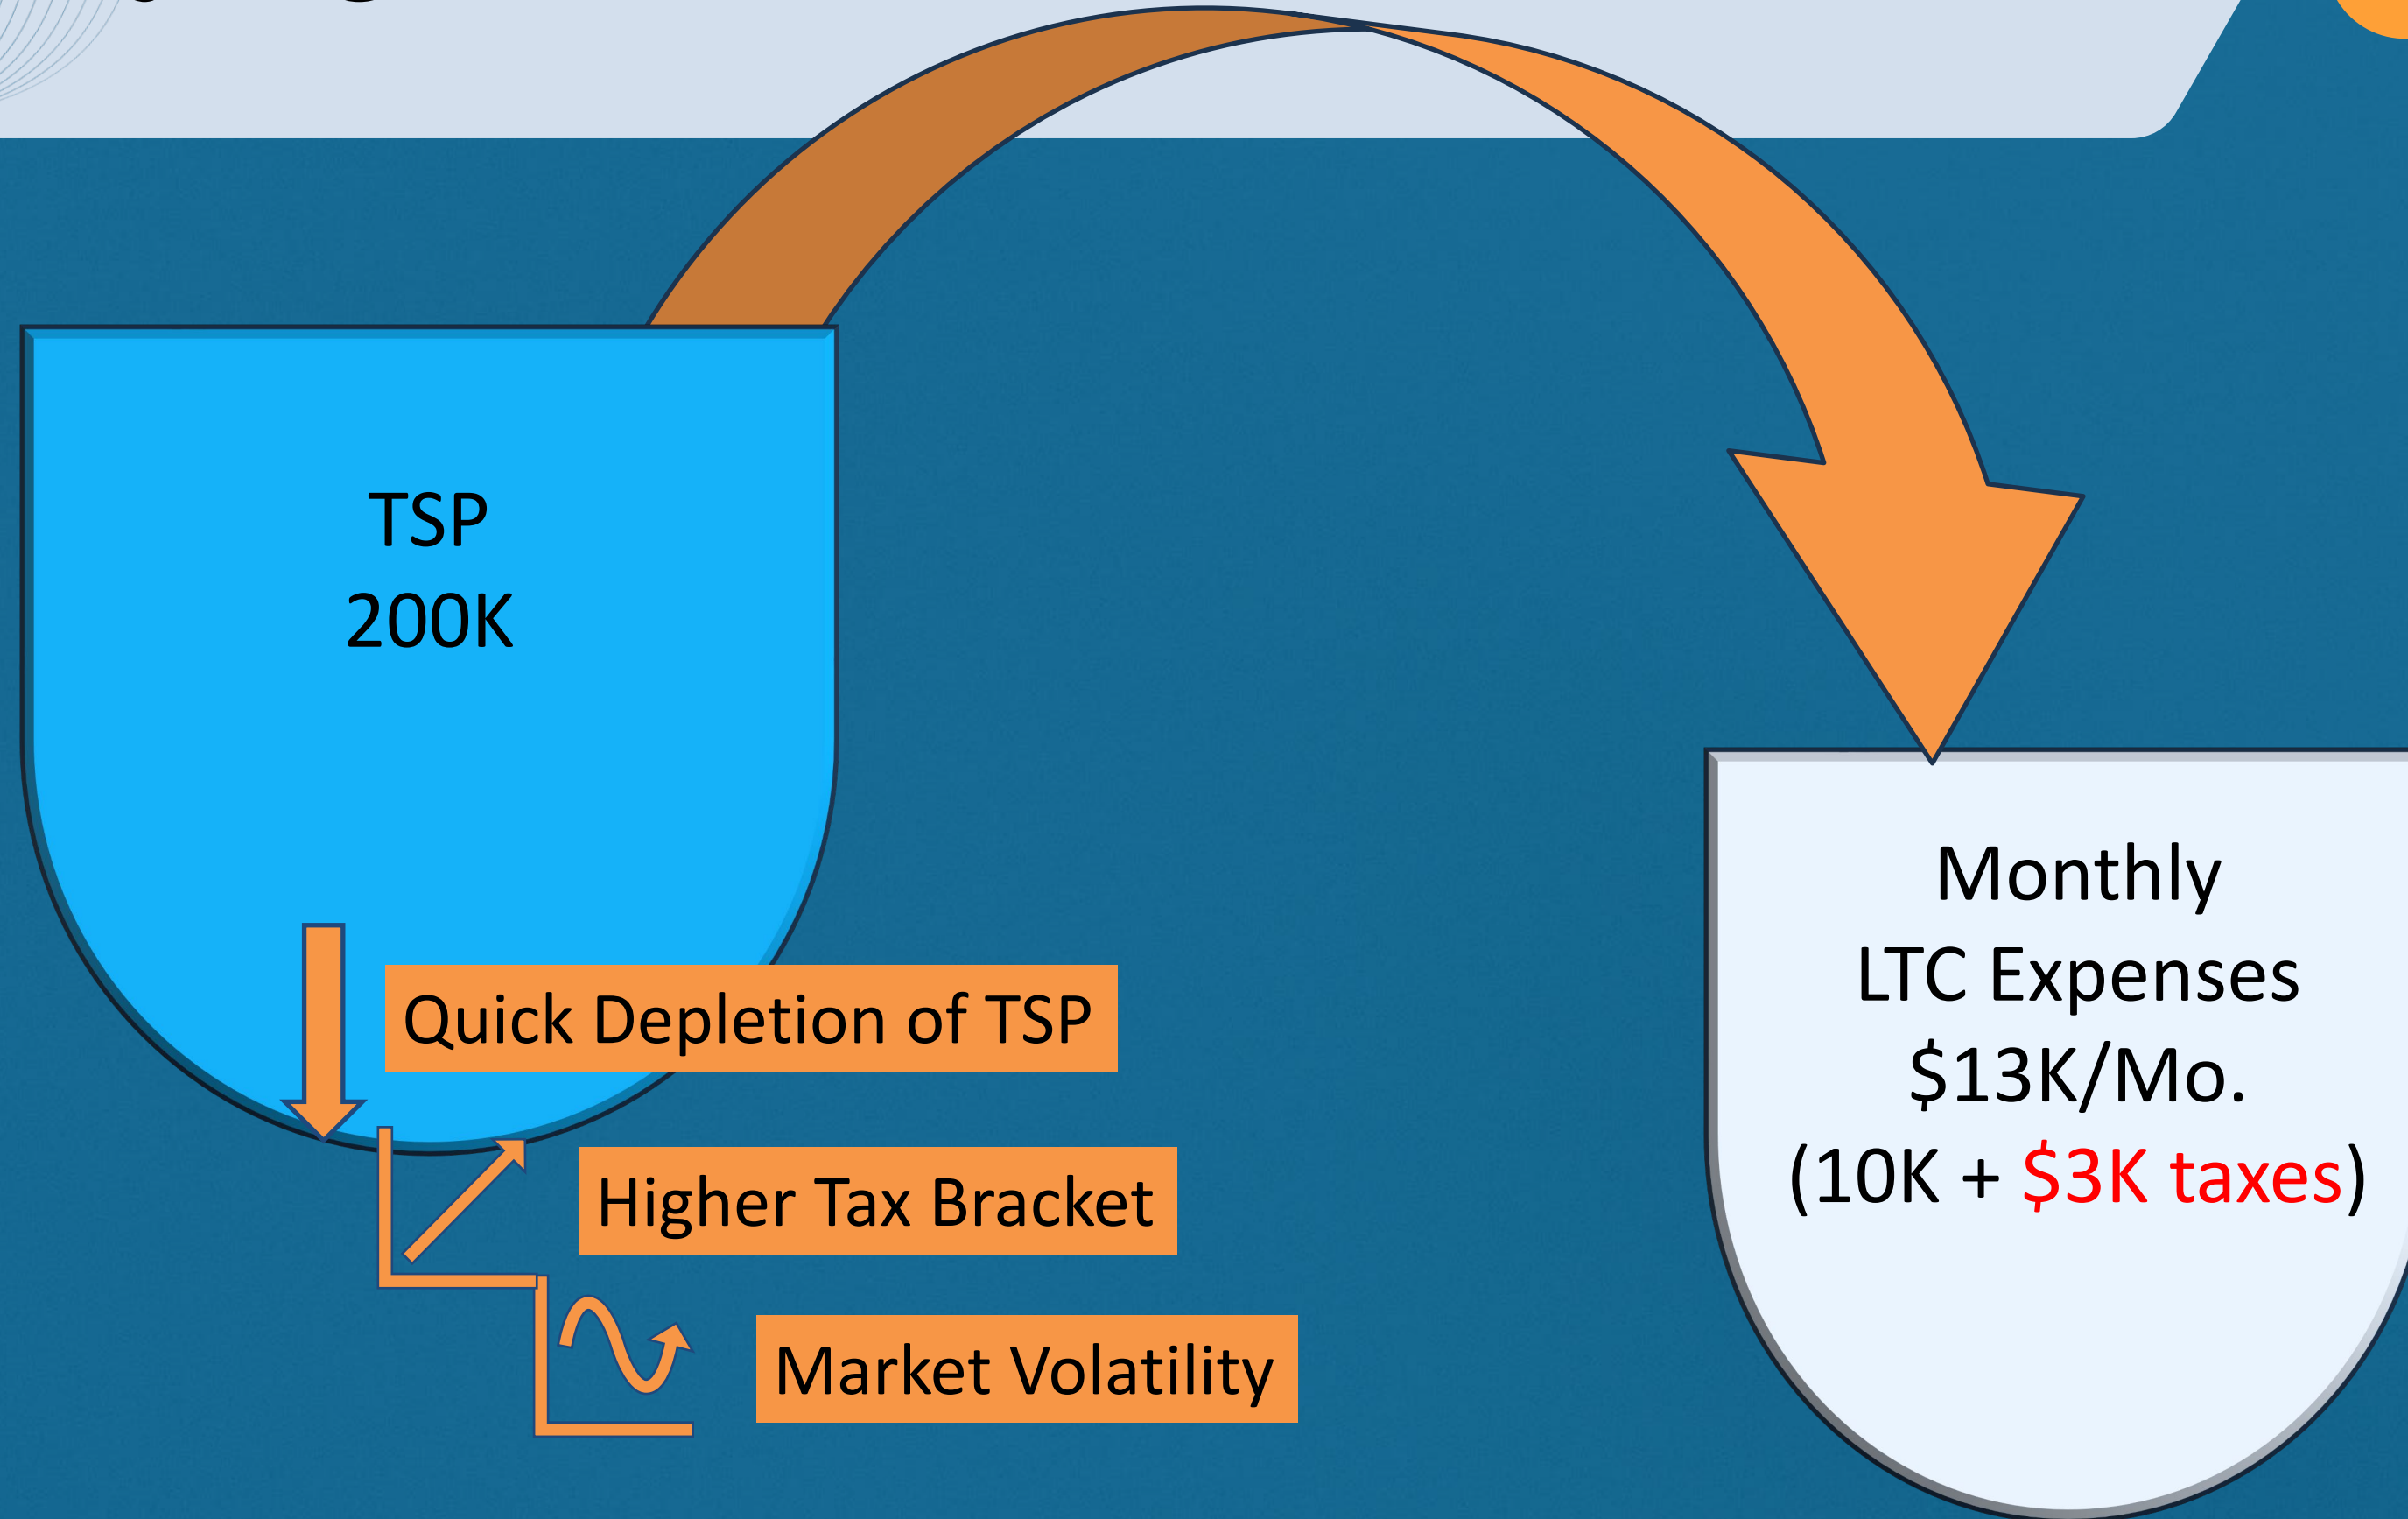 TSP
200K
Quick Depletion of TSP
Higher Tax Bracket
Market Volatility
Monthly
LTC Expenses
$13K/Mo.
(10K + $3K taxes)